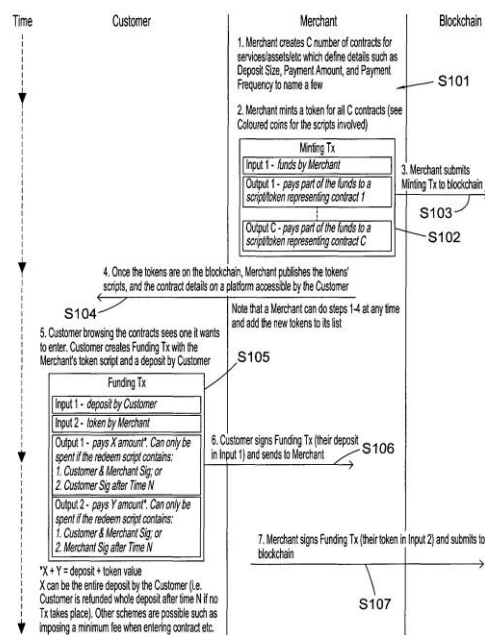 Time
Customer
Merchant
Blockchain
1. Merchant creates C number of contracts for
services/assets/etc which define details such as
Deposit Size, Payment Amount, and Payment
Frequency to name a few
S101
2. Merchant mints a token for all C contracts (see
Coloured coins for the scripts involved)
Minting Tx
Input 1 - funds by Merchant
Output 1 - pays part of the funds to a
script/token representing contract 1
Output C - pays part of the funds to a
script/token representing contract C
3. Merchant submits
Minting Tx to blockchain
S103
S102
4. Once the tokens are on the blockchain, Merchant publishes the tokens'
scripts, and the contract details on a platform accessible by the Customer
S104
Note that a Merchant can do steps 1-4 at any time
and add the new tokens to its list
5. Customer browsing the contracts sees one it wants
to enter. Customer creates Funding Tx with the
Merchant's token script and a deposit by Customer
S105
Funding Tx
Input 1 - deposit by Customer
Input 2 - token by Merchant
Output 1 - pays X amount*. Can only be
spent if the redeem script contains:
1. Customer & Merchant Sig; or
2. Customer Sig after Time N
Output 2 - pays Y amount*. Can only be
spent if the redeem script contains:
1. Customer & Merchant Sig; or
2. Merchant Sig after Time N
6. Customer signs Funding Tx (their deposit
in Input 1) and sends to Merchant
S106
7. Merchant signs Funding Tx (their token in Input 2) and submits to
blockchain
S107
*X + Y = deposit + token value
X can be the entire deposit by the Customer (i.e.
Customer is refunded whole deposit after time N if no
Tx takes place). Other schemes are possible such as
imposing a minimum fee when entering contract etc.